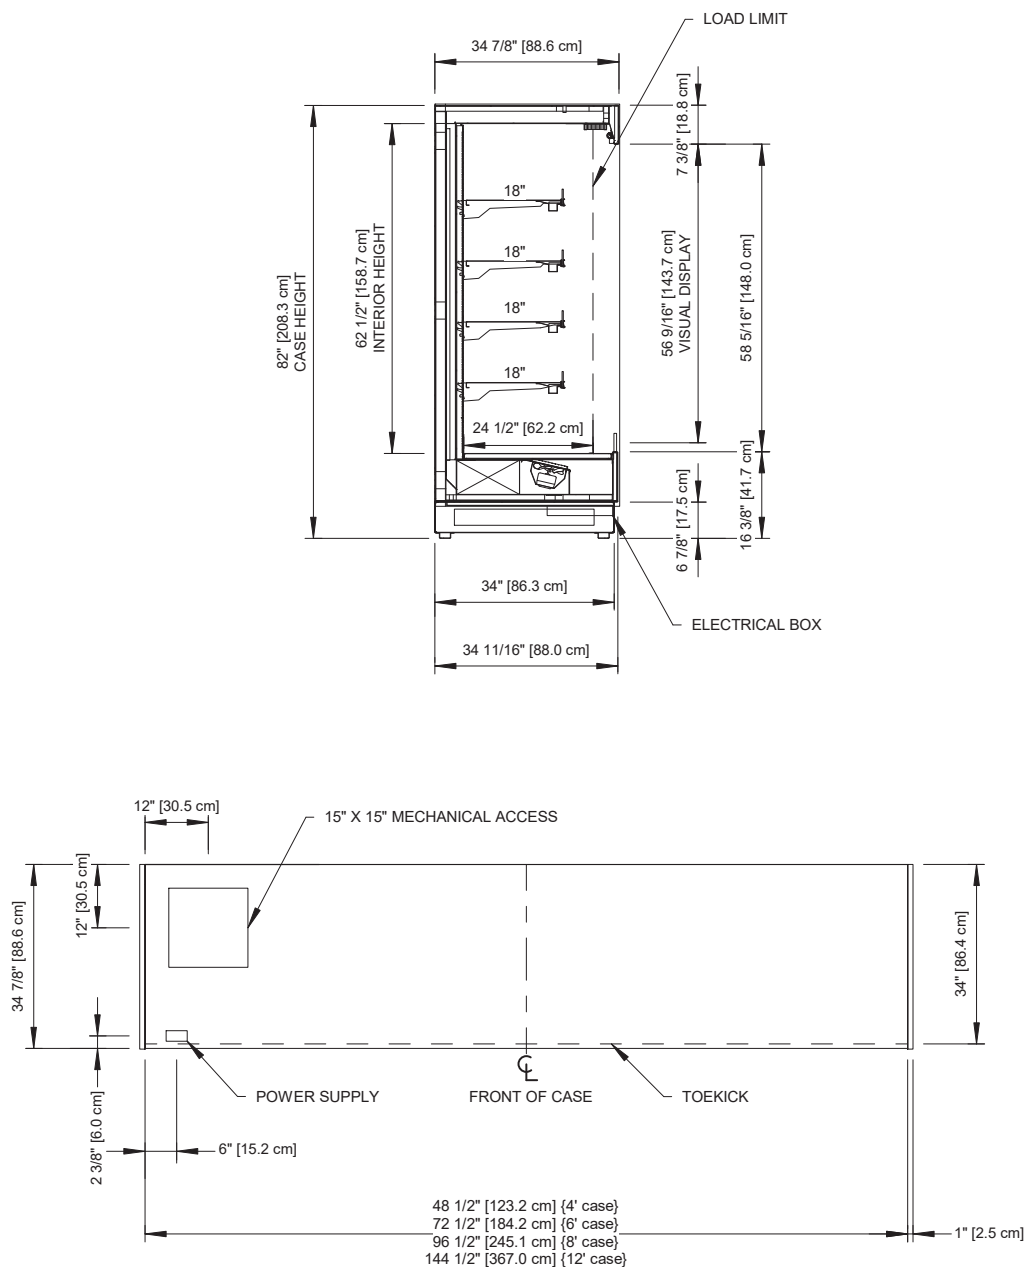 LOAD LIMIT
34 7/8" [88.6 cm]
7 3/8" [18.8 cm]
82" [208.3 cm]
CASE HEIGHT
62 1/2" [158.7 cm]
INTERIOR HEIGHT
18"
18"
18"
18"
56 9/16" [143.7 cm]
VISUAL DISPLAY
58 5/16" [148.0 cm]
24 1/2" [62.2 cm]
6 7/8" [17.5 cm]
16 3/8" [41.7 cm]
34" [86.3 cm]
ELECTRICAL BOX
34 11/16" [88.0 cm]
12" [30.5 cm]
15" X 15" MECHANICAL ACCESS
34 7/8" [88.6 cm]
12" [30.5 cm]
34" [86.4 cm]
2 3/8" [6.0 cm]
POWER SUPPLY
CL
FRONT OF CASE
TOEKICK
6" [15.2 cm]
48 1/2" [123.2 cm] {4' case}
72 1/2" [184.2 cm] {6' case}
96 1/2" [245.1 cm] {8' case}
144 1/2" [367.0 cm] {12' case}
1" [2.5 cm]